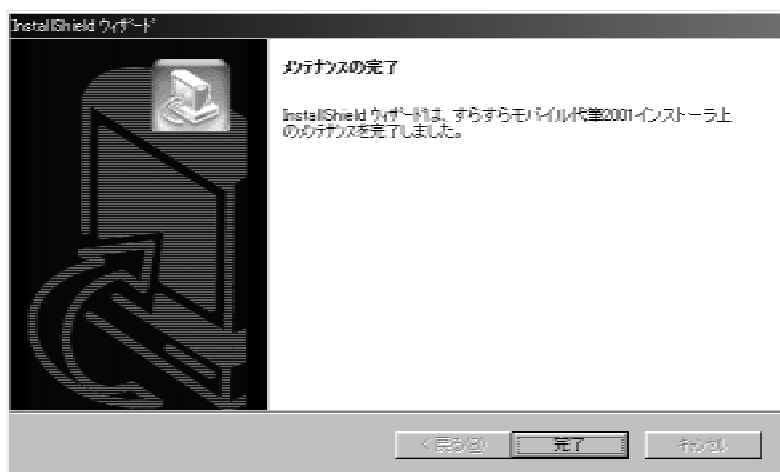 InstallShield ウィザード
メンテナンスの完了
InstallShield ウィザードは、すらすらモバイル代筆2001インストーラ上
のメンテナンスを完了しました。
< 戻る(B)
完了
キャンセル